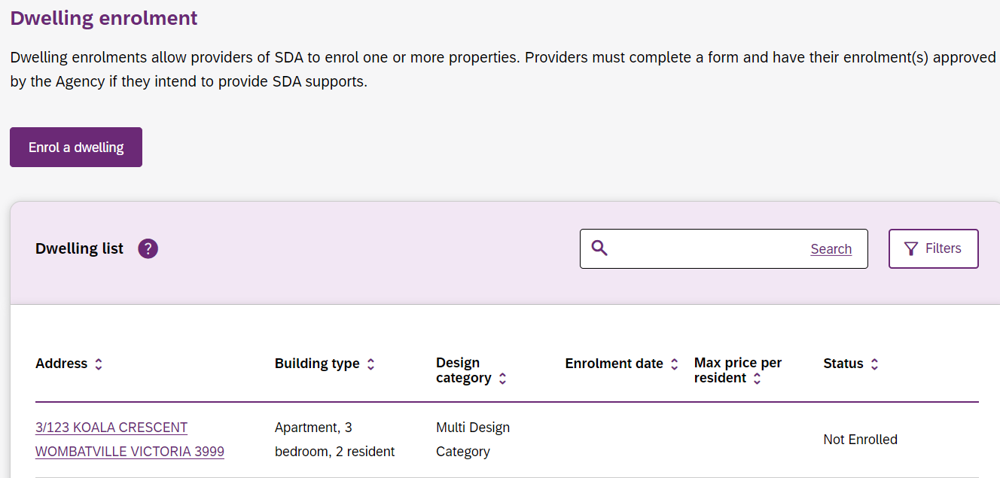 Dwelling enrolment
Dwelling enrolments allow providers of SDA to enrol one or more properties. Providers must complete a form and have their enrolment(s) approved
by the Agency if they intend to provide SDA supports.
Enrol a dwelling
Dwelling list ?
Search
Filters
Address
Building type
Design
category
Enrolment date
Max price per
resident
Status
3/123 KOALA CRESCENT
WOMBATVILLE VICTORIA 3999
Apartment, 3
bedroom, 2 resident
Multi Design
Category
Not Enrolled